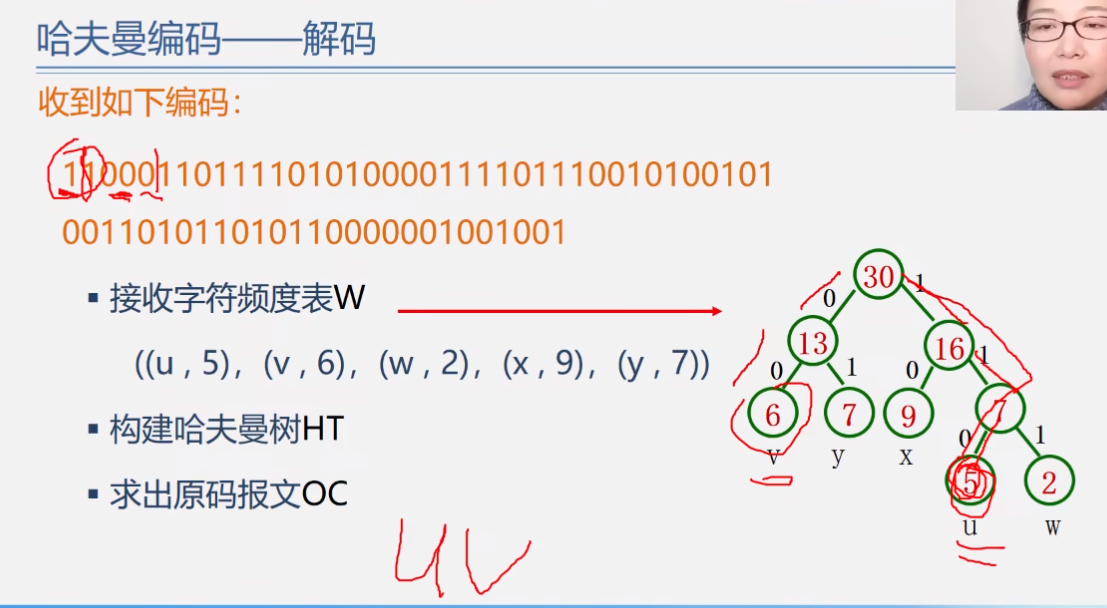 哈夫曼编码——解码
收到如下编码：
1100011011110101000011110111001010​0101
001101011010110000001001001
▪ 接收字符频度表W
((u , 5)，(v , 6)，(w , 2)，(x , 9)，(y , 7))
▪ 构建哈夫曼树HT
▪ 求出原码报文OC
30
0 1
13 16
0 1 0 1
6 7 9 7
v y x 0 1
5 2
u w
uv